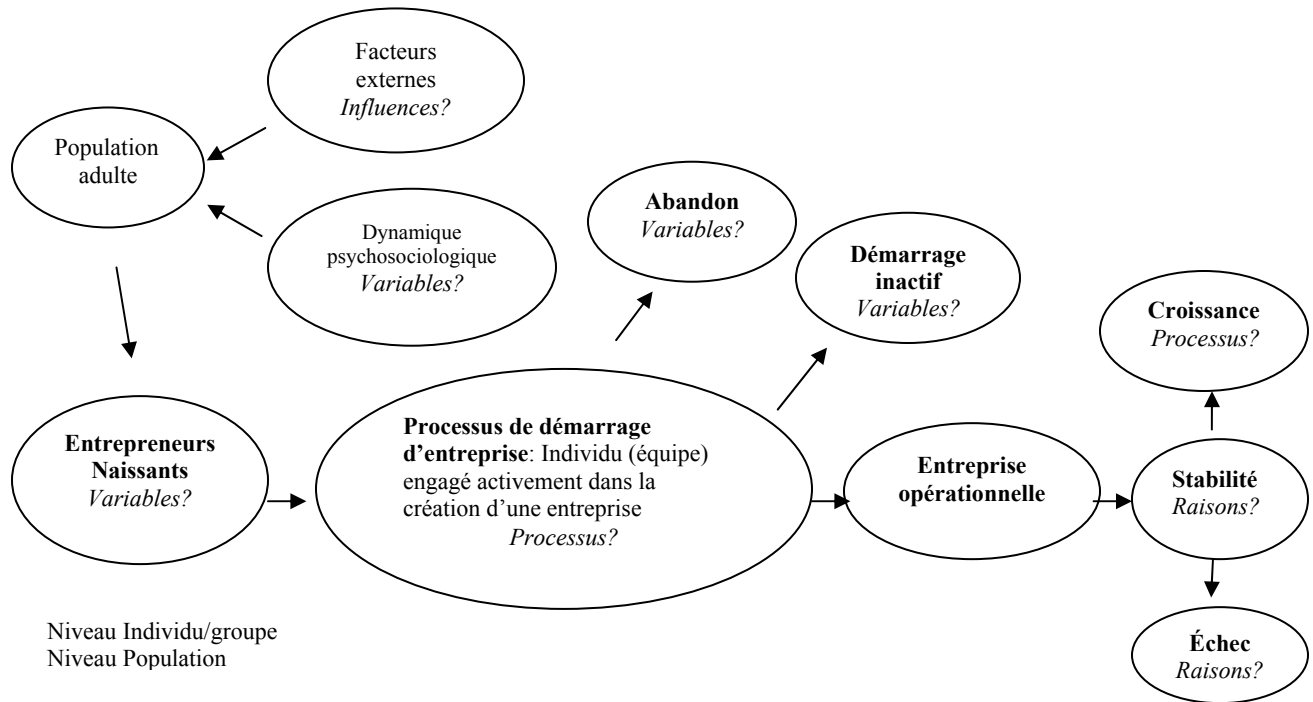 Facteurs
externes
Influences?
Population
adulte
Dynamique
psychosociologique
Variables?
Abandon
Variables?
Démarrage
inactif
Variables?
Croissance
Processus?
Entrepreneurs
Naissants
Variables?
Processus de démarrage
d’entreprise: Individu (équipe)
engagé activement dans la
création d’une entreprise
Processus?
Entreprise
opérationnelle
Stabilité
Raisons?
Échec
Raisons?
Niveau Individu/groupe
Niveau Population